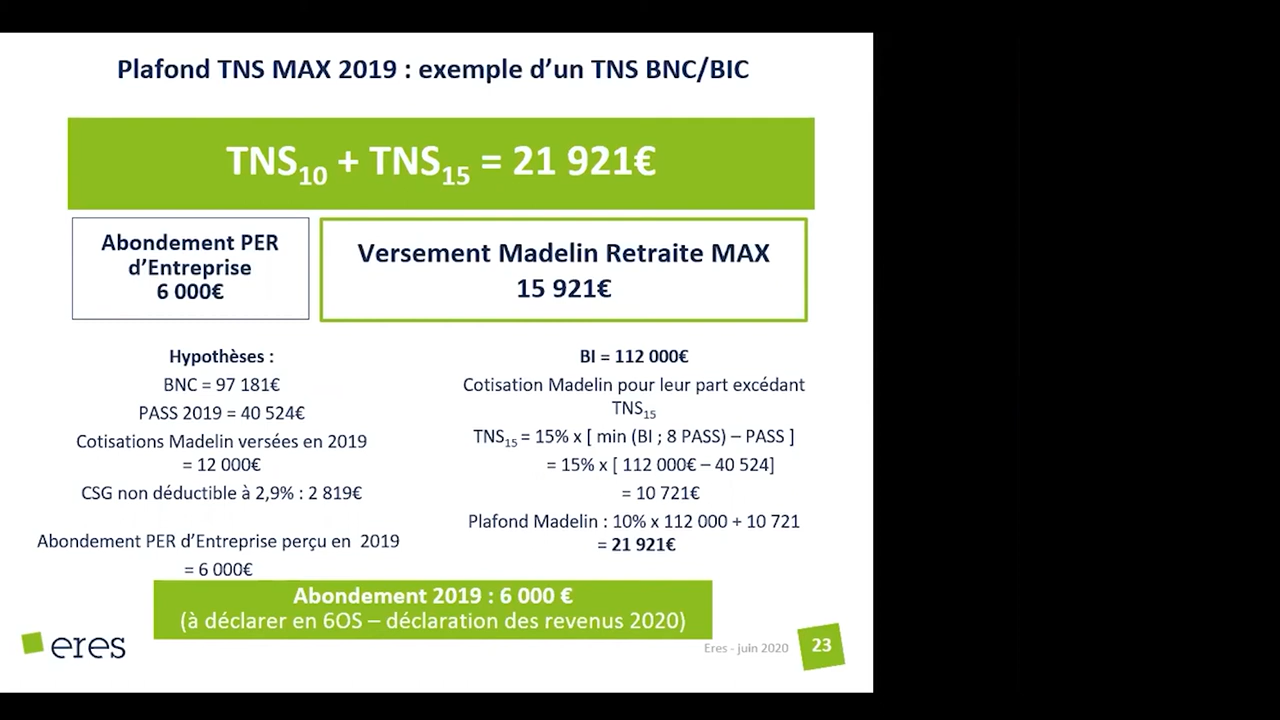 Plafond TNS MAX 2019 : exemple d'un TNS BNC/BIC
TNS10 + TNS15 = 21 921€
Abondement PER
d'Entreprise
6 000€
Versement Madelin Retraite MAX
15 921€
Hypothèses :
BNC = 97 181€
PASS 2019 = 40 524€
Cotisations Madelin versées en 2019
= 12 000€
CSG non déductible à 2,9% : 2 819€
Abondement PER d'Entreprise perçu en 2019
= 6 000€
BI = 112 000€
Cotisation Madelin pour leur part excédant
TNS15
TNS15 = 15% x [ min (BI ; 8 PASS) – PASS ]
= 15% x [ 112 000€ – 40 524]
= 10 721€
Plafond Madelin : 10% x 112 000 + 10 721
= 21 921€
Abondement 2019 : 6 000 €
(à déclarer en 6OS – déclaration des revenus 2020)
eres
Eres - juin 2020
23